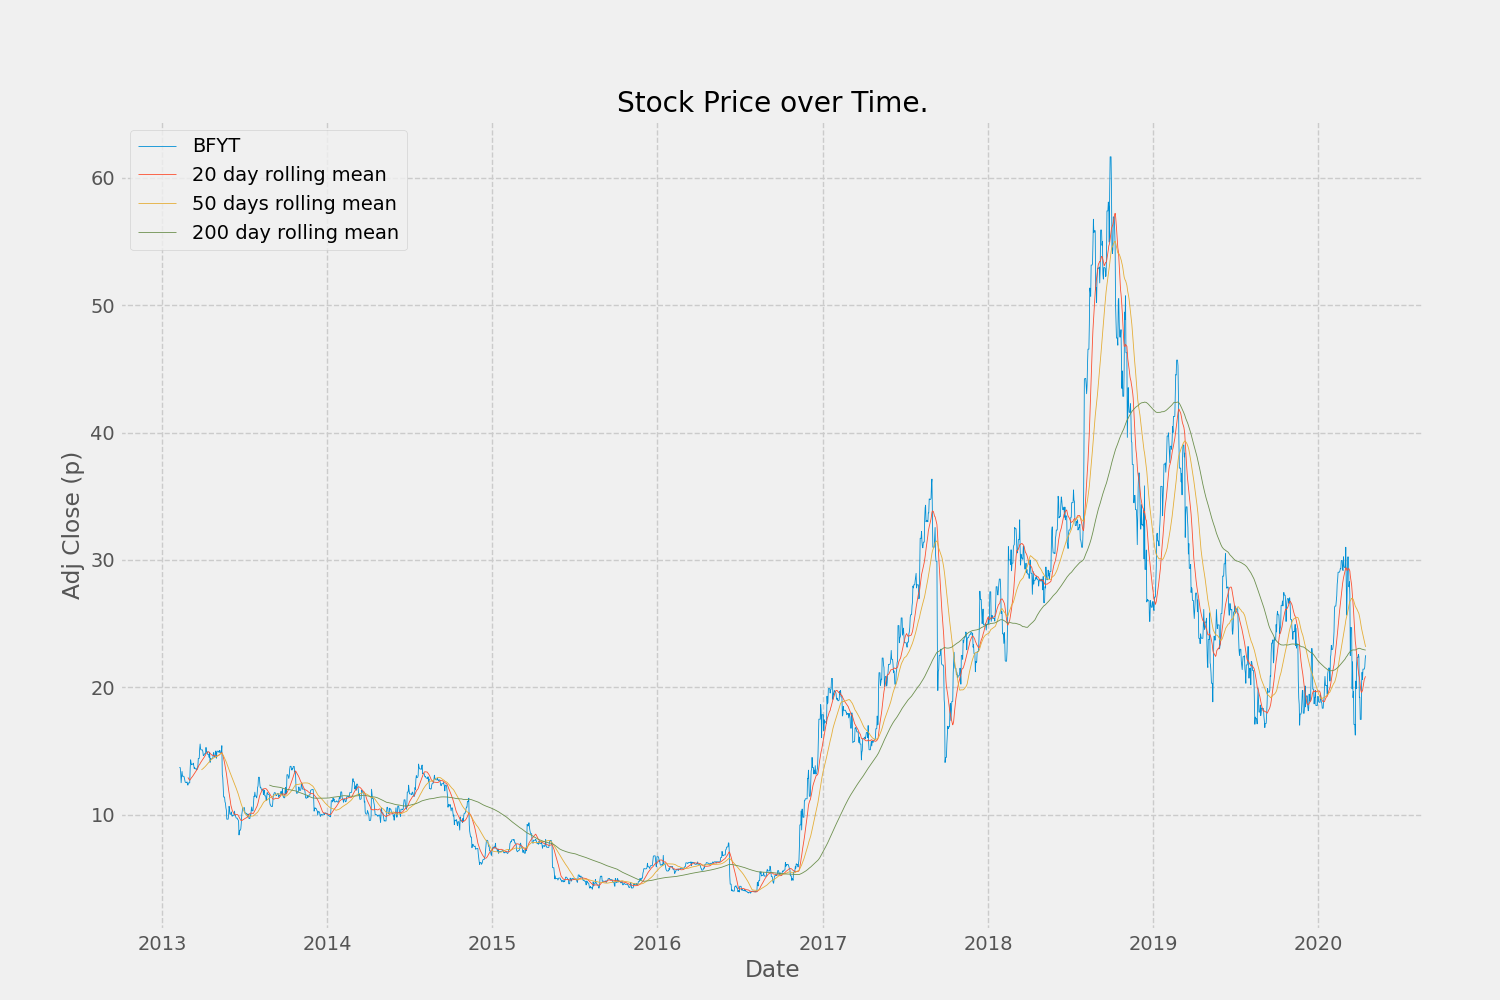 Stock Price over Time.
BFYT
20 day rolling mean
50 days rolling mean
200 day rolling mean
60
50
40
30
20
10
Adj Close (p)
2013 2014 2015 2016 2017 2018 2019 2020
Date